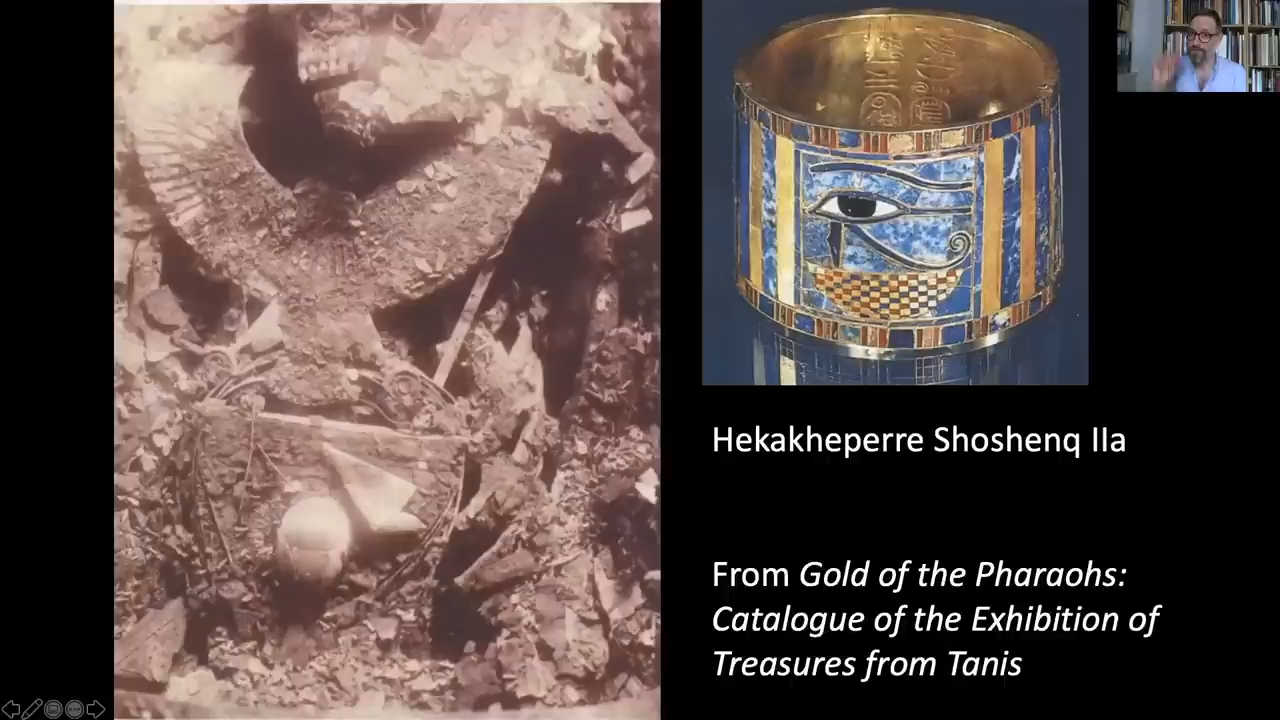 Hekakheperre Shoshenq IIa
From Gold of the Pharaohs:
Catalogue of the Exhibition of
Treasures from Tanis